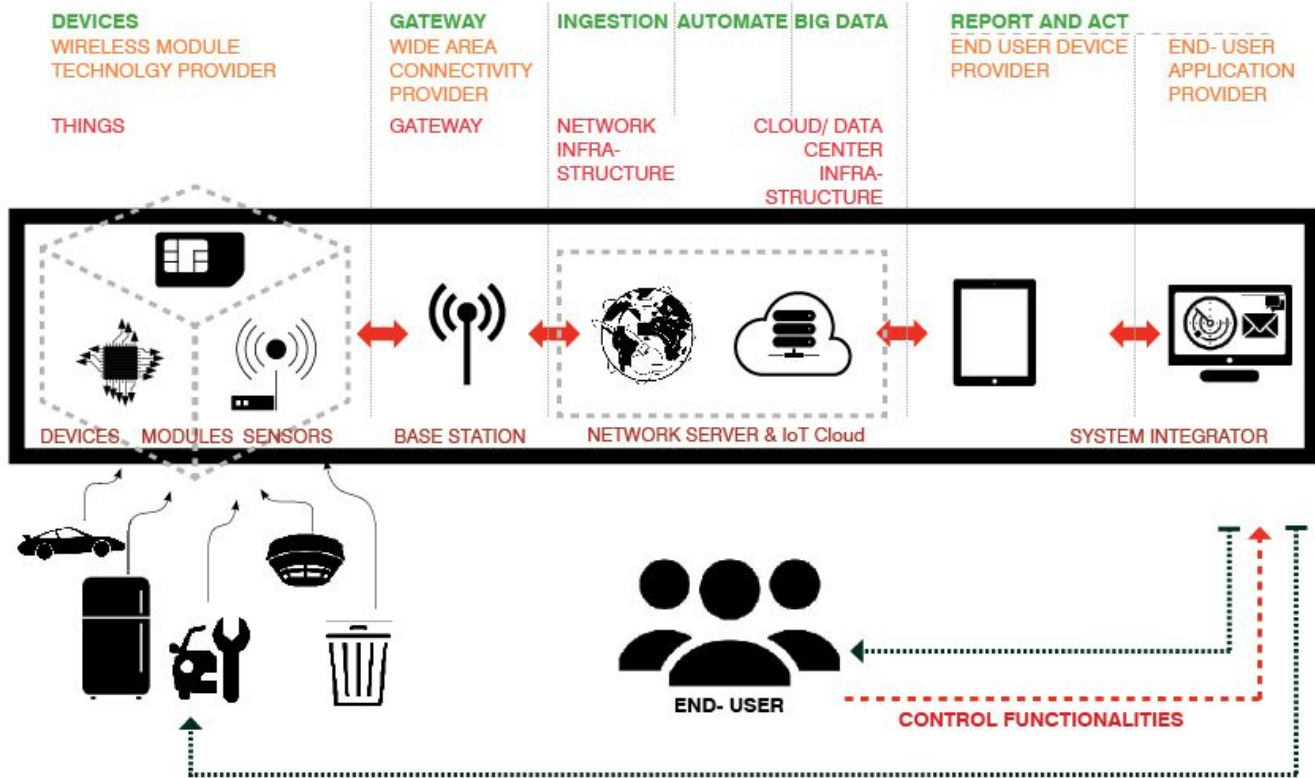 DEVICES
WIRELESS MODULE
TECHNOLGY PROVIDER
THINGS
GATEWAY
WIDE AREA
CONNECTIVITY
PROVIDER
GATEWAY
INGESTION
AUTOMATE
BIG DATA
NETWORK
INFRA-
STRUCTURE
CLOUD/ DATA
CENTER
INFRA-
STRUCTURE
REPORT AND ACT
END USER DEVICE
PROVIDER
END- USER
APPLICATION
PROVIDER
DEVICES
MODULES
SENSORS
BASE STATION
NETWORK SERVER & IoT Cloud
SYSTEM INTEGRATOR
END- USER
CONTROL FUNCTIONALITIES